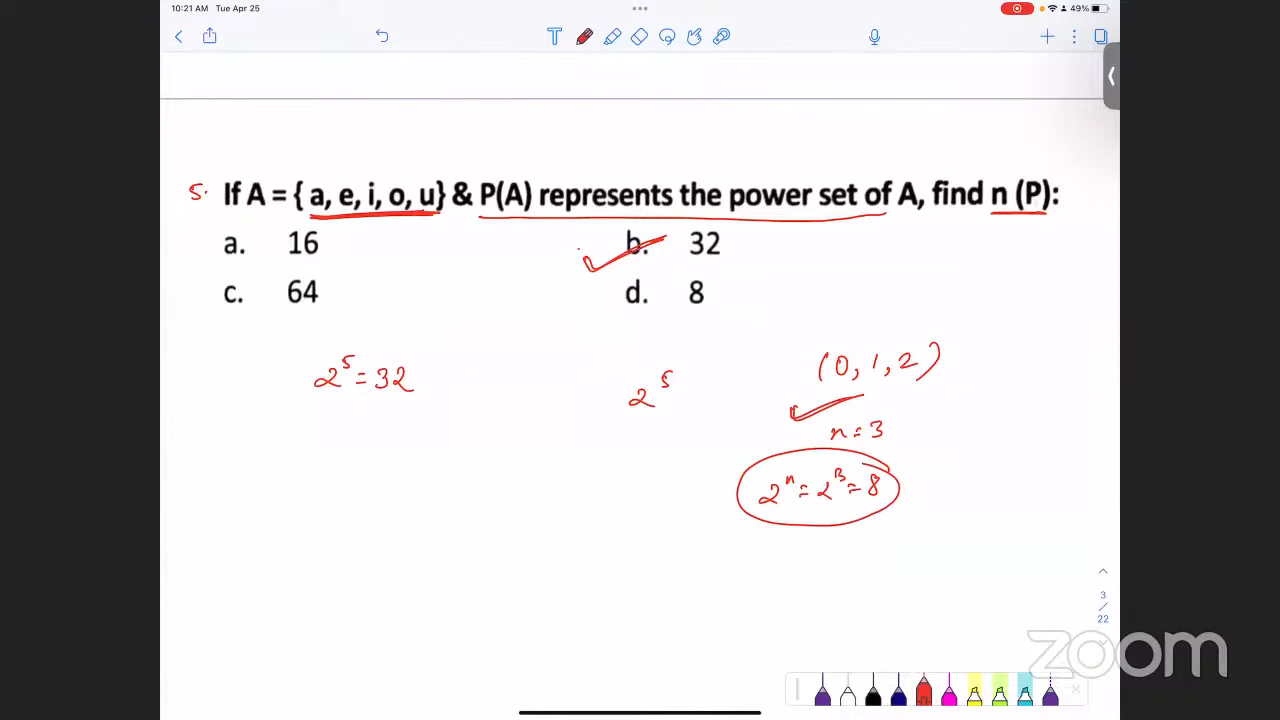 10:21 AM Tue Apr 25
49%
5. If A = { a, e, i, o, u} & P(A) represents the power set of A, find n (P):
a. 16
b. 32
c. 64
d. 8
2^5 = 32
2^5
(0, 1, 2)
n = 3
2^n = 2^3 = 8
3
/
22
zoom